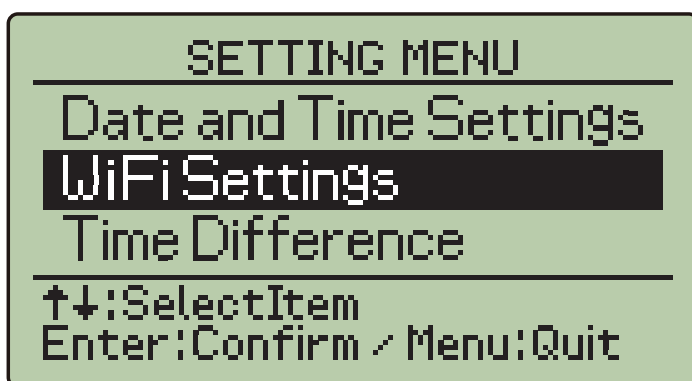 SETTING MENU
Date and Time Settings
WiFi Settings
Time Difference
↑↓:SelectItem
Enter:Confirm / Menu:Quit